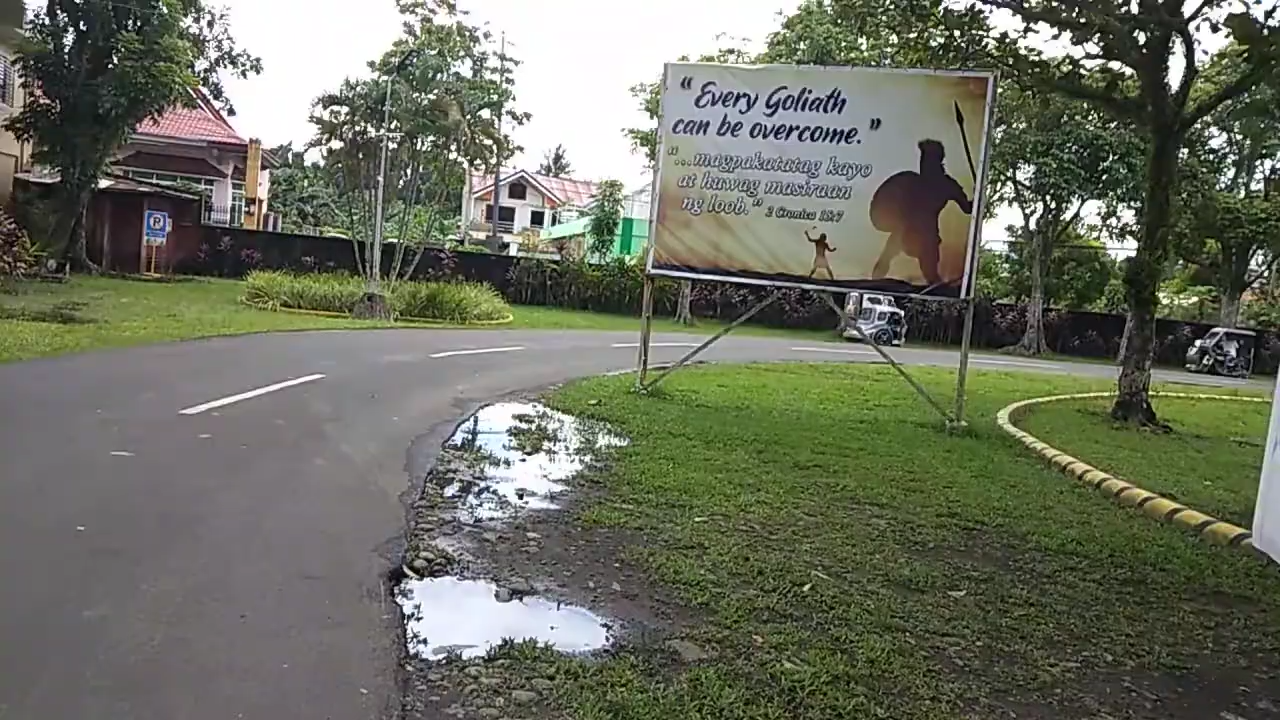 P
"Every Goliath
can be overcome."
"...magpakatatag kayo
at huwag masiraan
ng loob." 2 Cronica 15:7